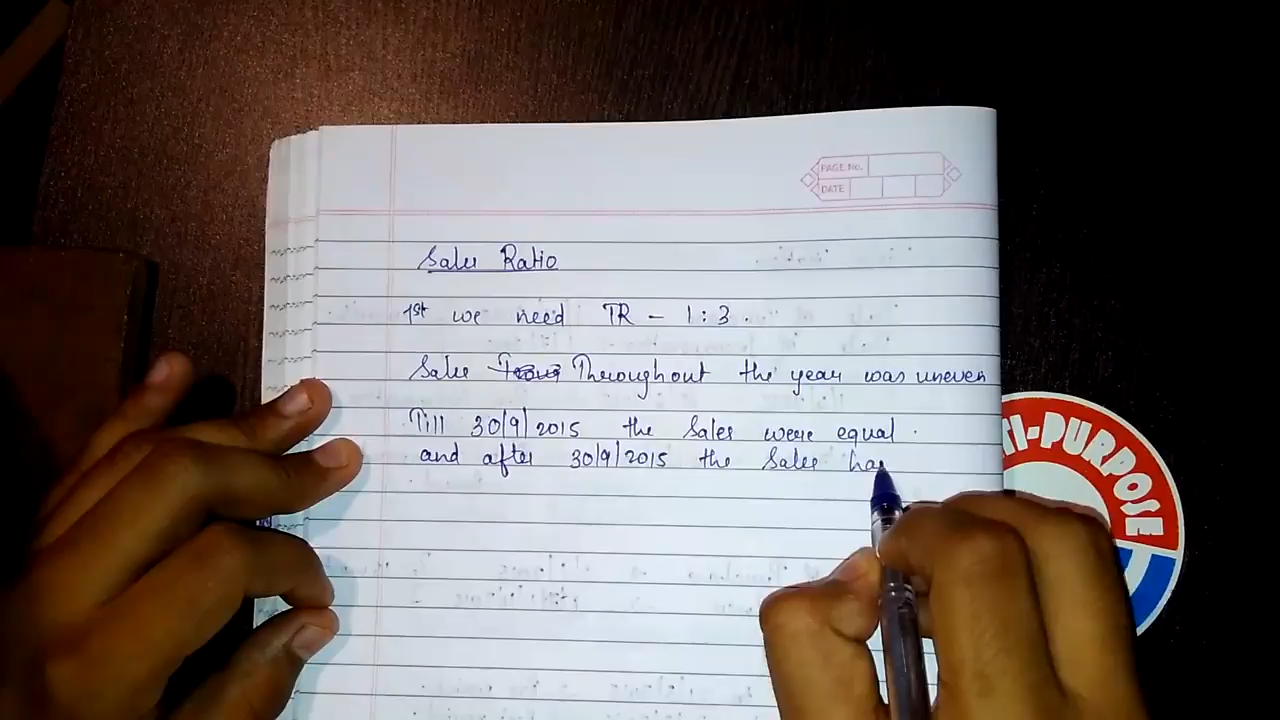 PAGE No.
DATE
Sales Ratio
1st we need TR - 1:3.
Sales Throughout the year was uneven
Till 30/9/2015 the Sales were equal.
and after 30/9/2015 the Sales ha
TI-PURPOSE